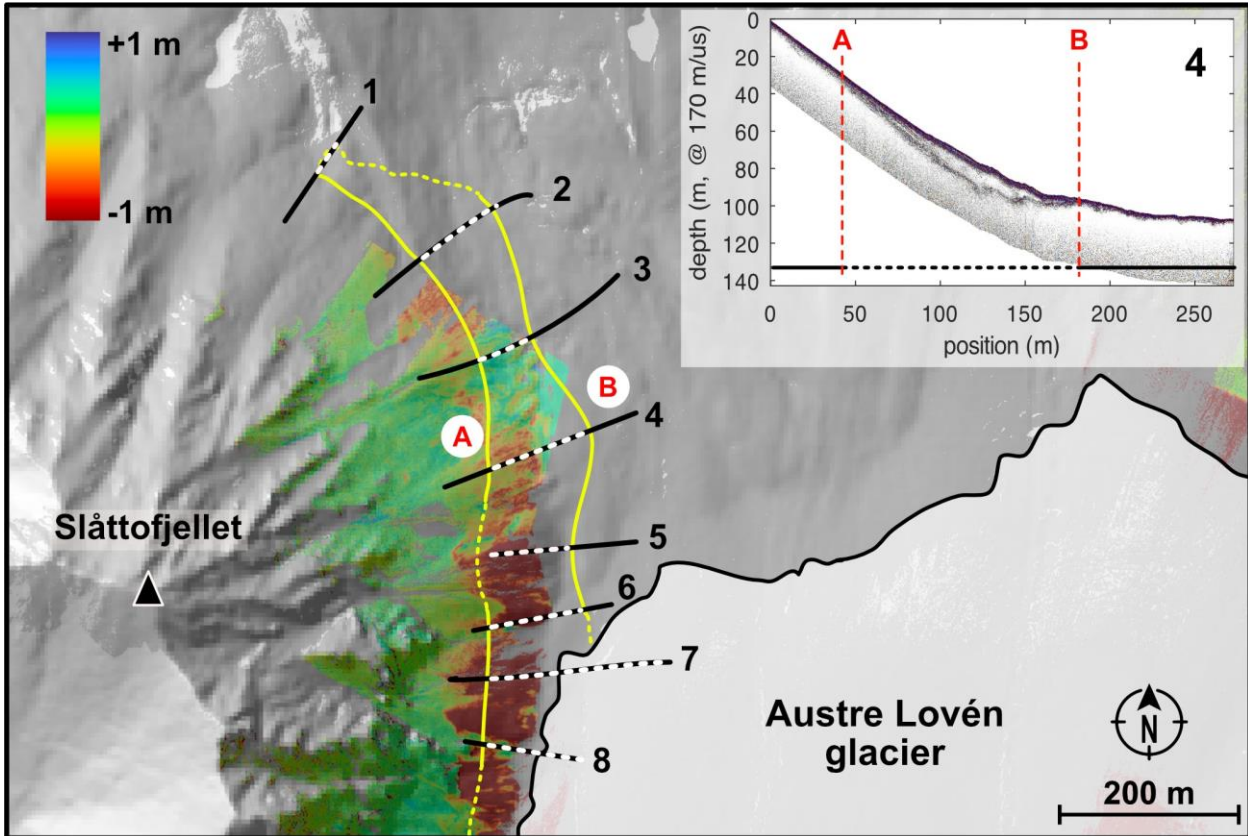 +1 m
-1 m
1
2
3
4
5
6
7
8
A
B
Slåttofjellet
Austre Lovén
glacier
N
200 m
A
B
4
depth (m, @ 170 m/us)
0
20
40
60
80
100
120
140
0
50
100
150
200
250
position (m)